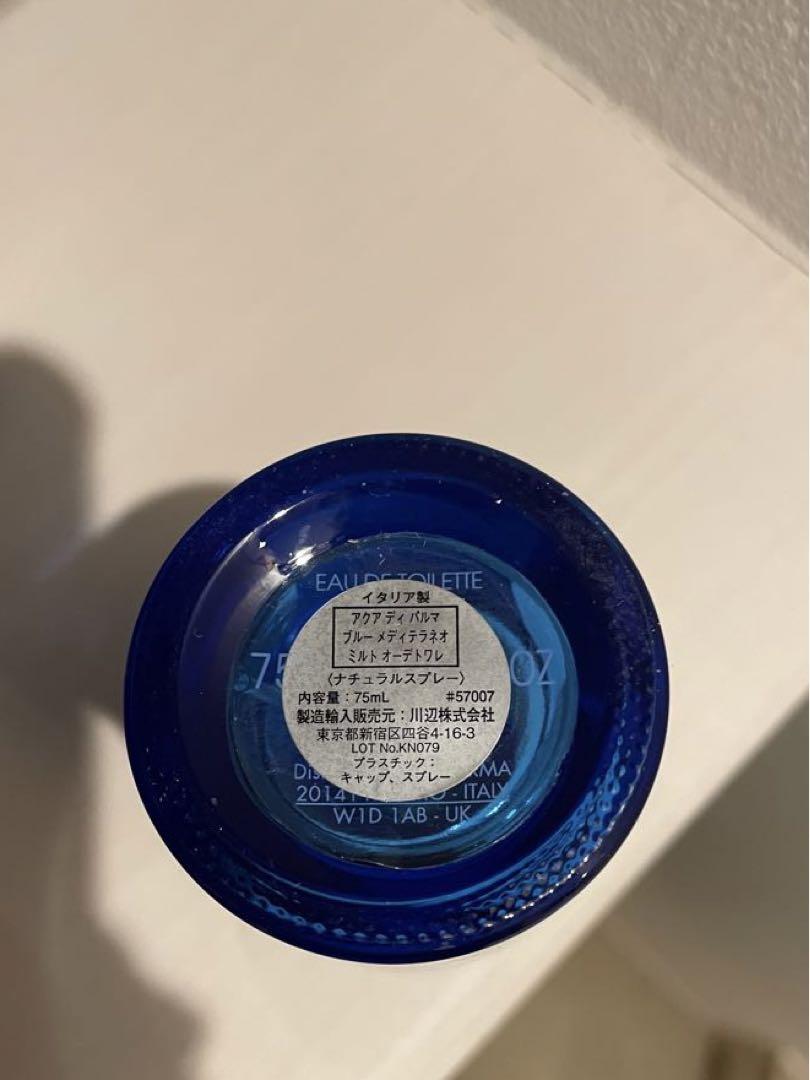 EAU DE TOILETTE
イタリア製
アクア ディ パルマ
ブルー メディテラネオ
ミルト オーデトワレ
75 OZ
〈ナチュラルスプレー〉
内容量：75mL #57007
製造輸入販売元：川辺株式会社
東京都新宿区四谷4-16-3
LOT No.KN079
プラスチック：
キャップ、スプレー
ITALY
W1D 1AB - UK